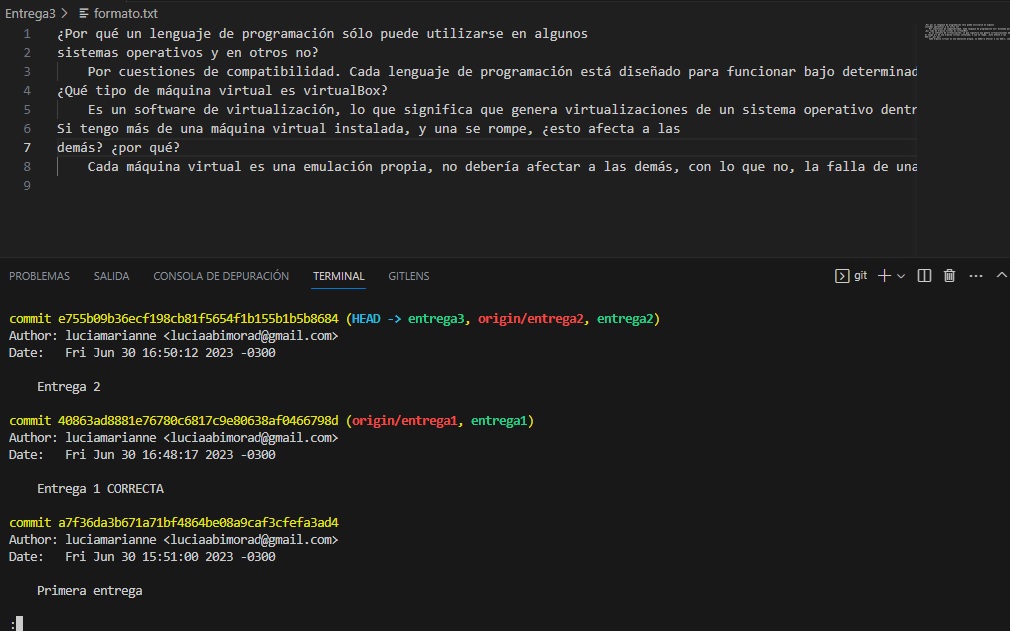 Entrega3 > formato.txt
1 ¿Por qué un lenguaje de programación sólo puede utilizarse en algunos
2 sistemas operativos y en otros no?
3 Por cuestiones de compatibilidad. Cada lenguaje de programación está diseñado para funcionar bajo determinad
4 ¿Qué tipo de máquina virtual es virtualBox?
5 Es un software de virtualización, lo que significa que genera virtualizaciones de un sistema operativo dentr
6 Si tengo más de una máquina virtual instalada, y una se rompe, ¿esto afecta a las
7 demás? ¿por qué?
8 Cada máquina virtual es una emulación propia, no debería afectar a las demás, con lo que no, la falla de una
9
PROBLEMAS SALIDA CONSOLA DE DEPURACIÓN TERMINAL GITLENS git
commit e755b09b36ecf198cb81f5654f1b155b1b5b8684 (HEAD -> entrega3, origin/entrega2, entrega2)
Author: luciamarianne <luciaabimorad@gmail.com>
Date: Fri Jun 30 16:50:12 2023 -0300
Entrega 2
commit 40863ad8881e76780c6817c9e80638af0466798d (origin/entrega1, entrega1)
Author: luciamarianne <luciaabimorad@gmail.com>
Date: Fri Jun 30 16:48:17 2023 -0300
Entrega 1 CORRECTA
commit a7f36da3b671a71bf4864be08a9caf3cfefa3ad4
Author: luciamarianne <luciaabimorad@gmail.com>
Date: Fri Jun 30 15:51:00 2023 -0300
Primera entrega
: